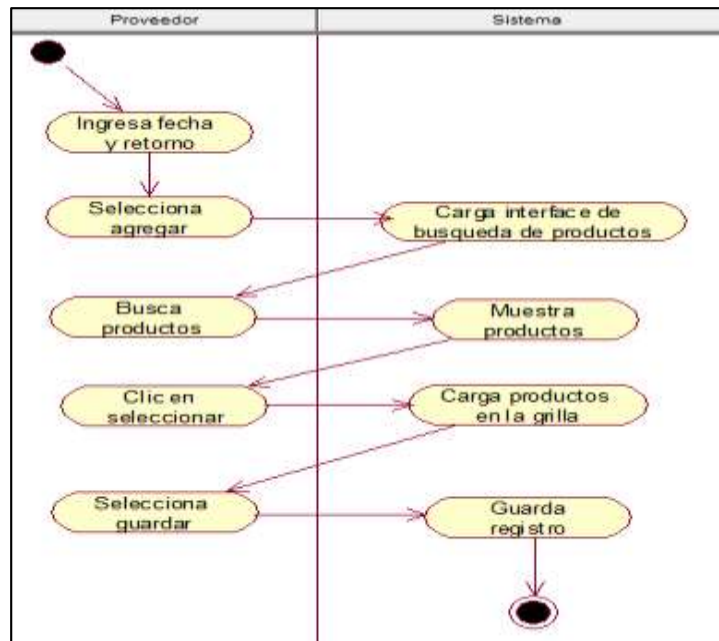 Proveedor
Sistema
Ingresa fecha
y retorno
Selecciona
agregar
Carga interface de
busqueda de productos
Busca
productos
Muestra
productos
Clic en
seleccionar
Carga productos
en la grilla
Selecciona
guardar
Guarda
registro